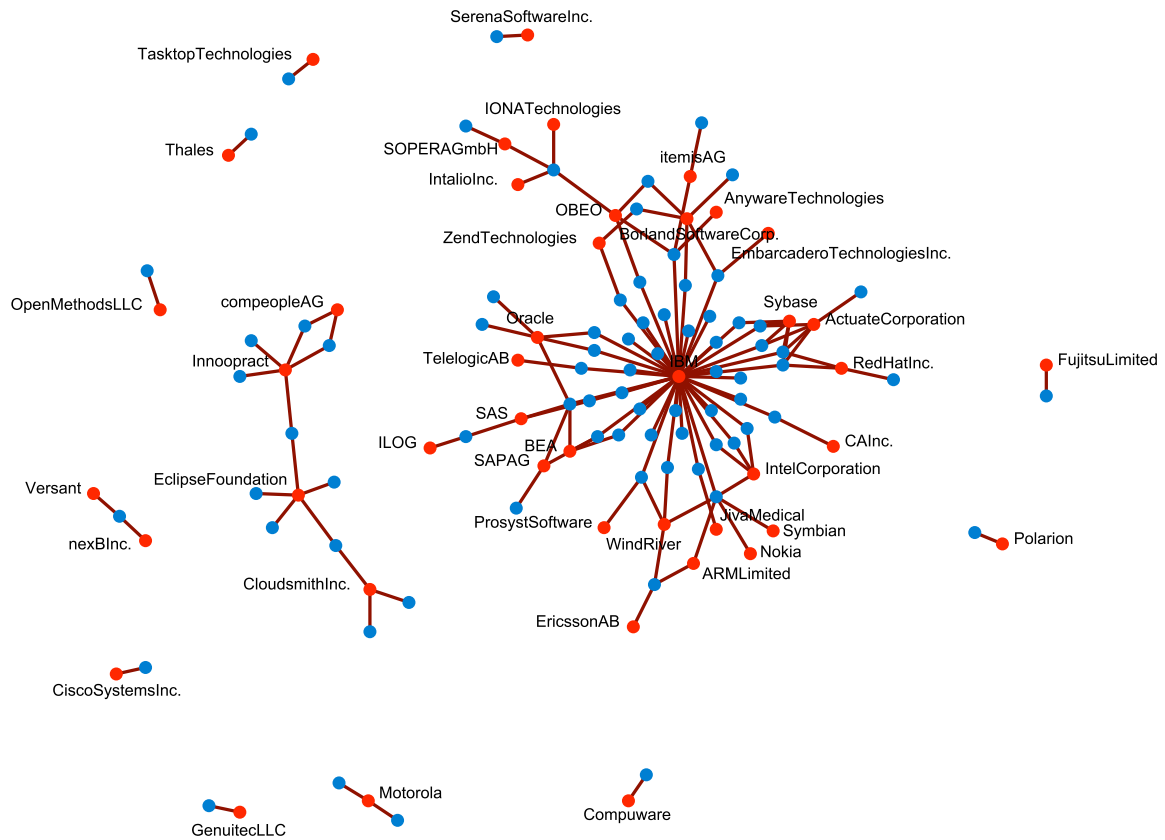 SerenaSoftwareInc.
TasktopTechnologies
IONATechnologies
Thales
SOPERAGmbH
itemisAG
IntalioInc.
AnywareTechnologies
OBEO
ZendTechnologies
BorlandSoftwareCorp.
EmbarcaderoTechnologiesInc.
OpenMethodsLLC
compeopleAG
Sybase
Oracle
ActuateCorporation
Innoopract
TelelogicAB
IBM
RedHatInc.
FujitsuLimited
SAS
ILOG
BEA
CAInc.
SAPAG
IntelCorporation
EclipseFoundation
Versant
ProsystSoftware
JivaMedical
Symbian
nexBInc.
WindRiver
Nokia
Polarion
ARMLimited
CloudsmithInc.
EricssonAB
CiscoSystemsInc.
Motorola
Compuware
GenuitecLLC